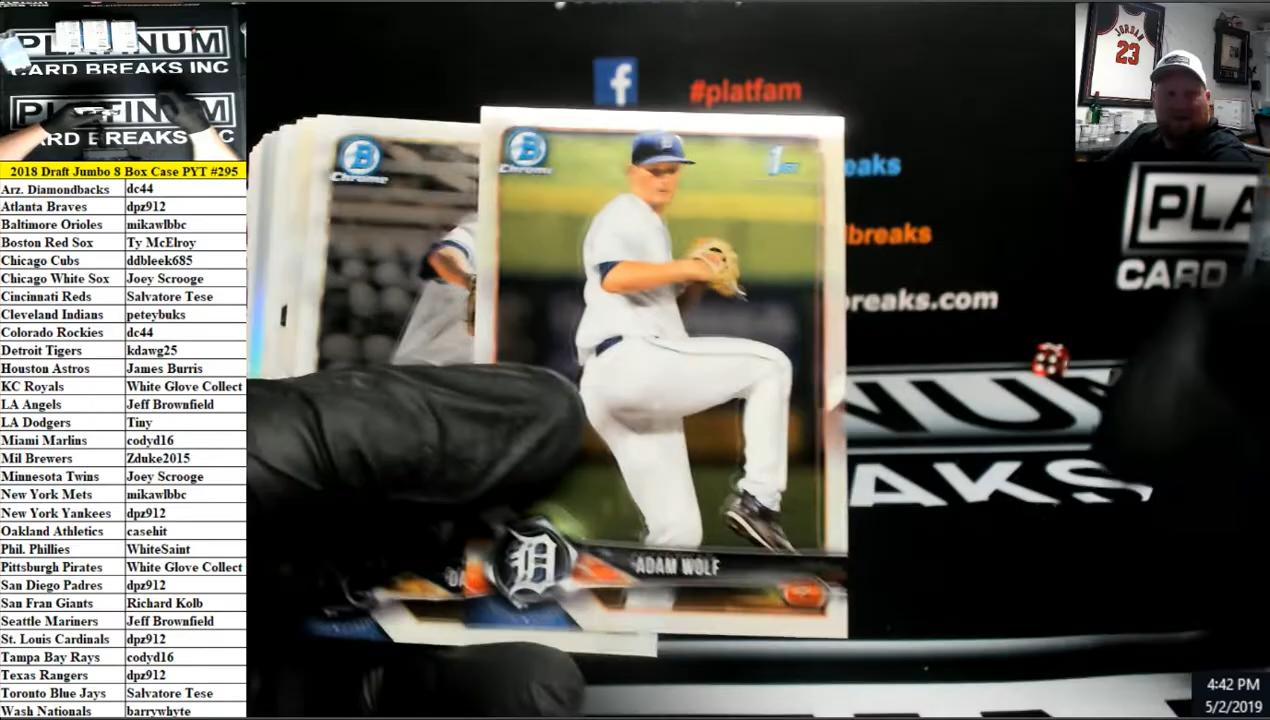 PLATINUM
CARD BREAKS INC
PLATINUM
CARD BREAKS INC
2018 Draft Jumbo 8 Box Case PYT #295
Arz. Diamondbacks dc44
Atlanta Braves dpz912
Baltimore Orioles mikawlbbc
Boston Red Sox Ty McElroy
Chicago Cubs ddbleek685
Chicago White Sox Joey Scrooge
Cincinnati Reds Salvatore Tese
Cleveland Indians peteybuks
Colorado Rockies dc44
Detroit Tigers kdawg25
Houston Astros James Burris
KC Royals White Glove Collect
LA Angels Jeff Brownfield
LA Dodgers Tiny
Miami Marlins codyd16
Mil Brewers Zduke2015
Minnesota Twins Joey Scrooge
New York Mets mikawlbbc
New York Yankees dpz912
Oakland Athletics casehit
Phil. Phillies WhiteSaint
Pittsburgh Pirates White Glove Collect
San Diego Padres dpz912
San Fran Giants Richard Kolb
Seattle Mariners Jeff Brownfield
St. Louis Cardinals dpz912
Tampa Bay Rays codyd16
Texas Rangers dpz912
Toronto Blue Jays Salvatore Tese
Wash Nationals barrywhyte
f
#platfam
eaks
breaks
breaks.com
B
Chrome
B
Chrome
1ST
D
ADAM WOLF
NUM
AKS
JORDAN
23
PLA
CARD
4:42 PM
5/2/2019